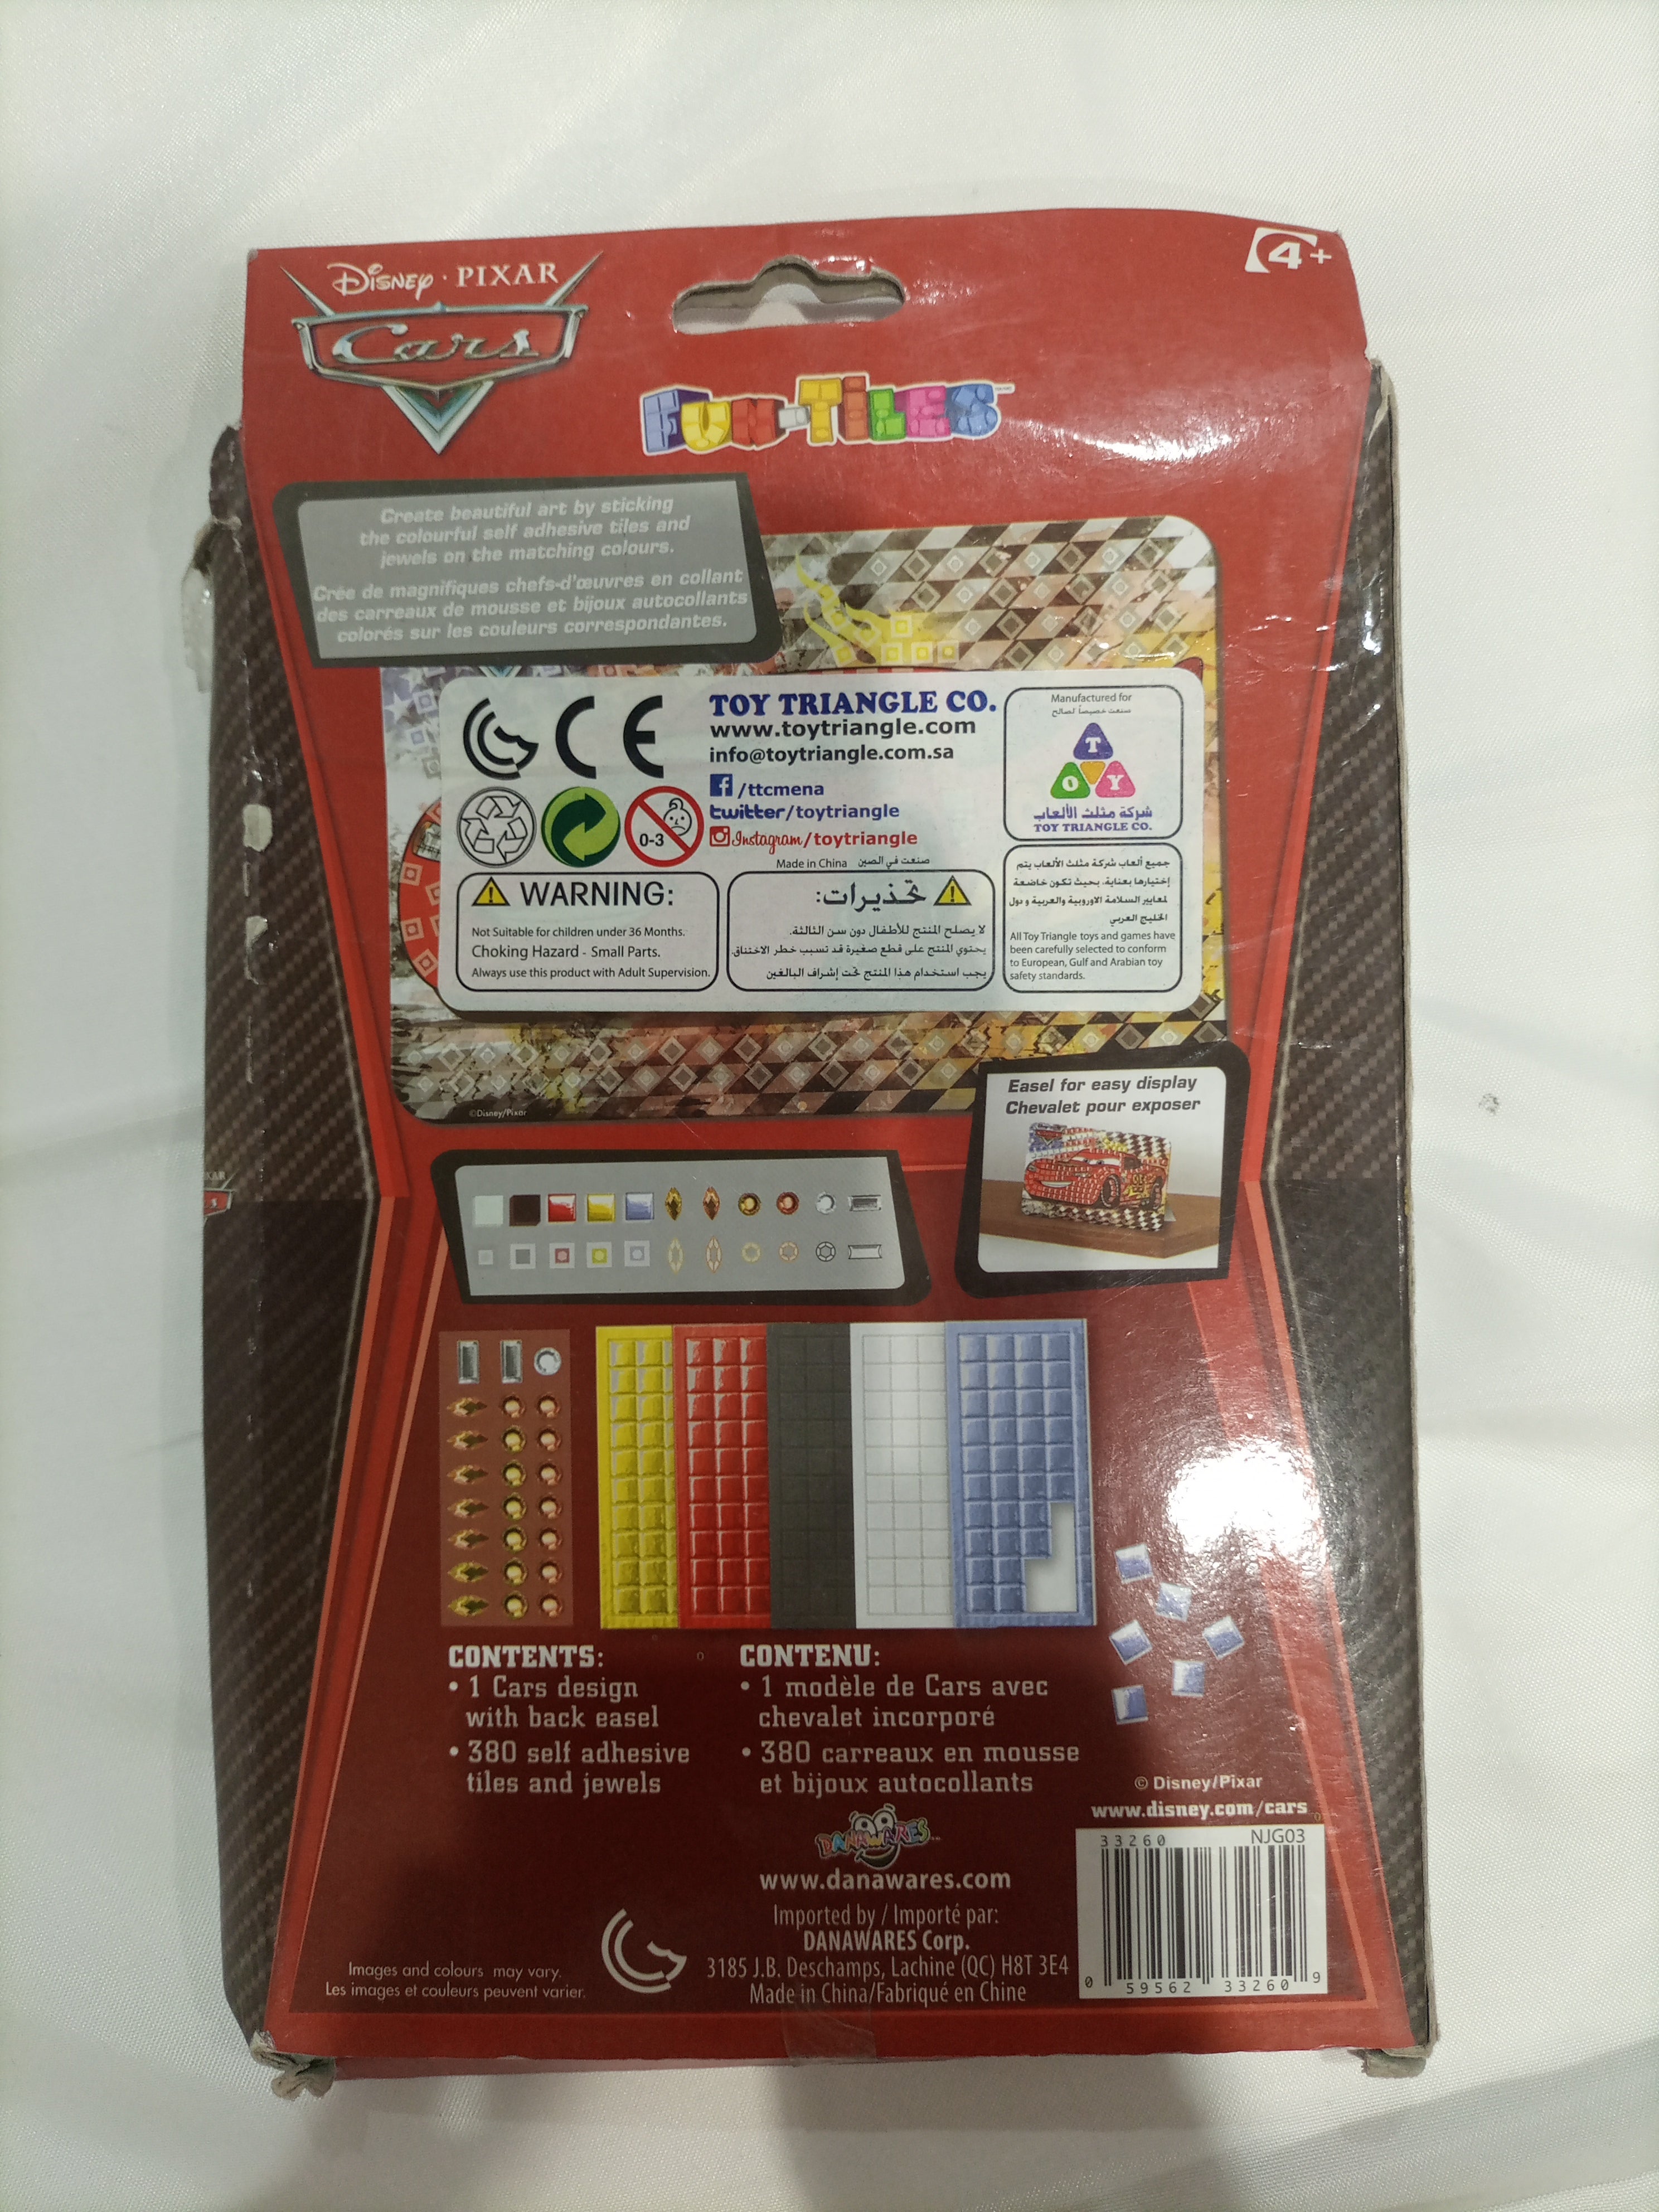 Disney · PIXAR
Cars
4+
FUN-TiLES
Create beautiful art by sticking
the colourful self adhesive tiles and
jewels on the matching colours.
Crée de magnifiques chefs-d'œuvres en collant
des carreaux de mousse et bijoux autocollants
colorés sur les couleurs correspondantes.
CE
TOY TRIANGLE CO.
www.toytriangle.com
info@toytriangle.com.sa
/ttcmena
twitter/toytriangle
Instagram/toytriangle
0-3
Made in China صنعت في الصين
Manufactured for
صنعت خصيصاً لصالح
T
O Y
شركة مثلث الألعاب
TOY TRIANGLE CO.
WARNING:
Not Suitable for children under 36 Months.
Choking Hazard - Small Parts.
Always use this product with Adult Supervision.
تحذيرات:
لا يصلح المنتج للأطفال دون سن الثالثة.
يحتوي المنتج على قطع صغيرة قد تسبب خطر الاختناق.
يجب استخدام هذا المنتج تحت إشراف البالغين
جميع ألعاب شركة مثلث الألعاب يتم
إختيارها بعناية، بحيث تكون خاضعة
لمعايير السلامة الاوروبية والعربية و دول
الخليج العربي
All Toy Triangle toys and games have
been carefully selected to conform
to European, Gulf and Arabian toy
safety standards.
©Disney/Pixar
Easel for easy display
Chevalet pour exposer
CONTENTS:
• 1 Cars design
with back easel
• 380 self adhesive
tiles and jewels
CONTENU:
• 1 modèle de Cars avec
chevalet incorporé
• 380 carreaux en mousse
et bijoux autocollants
© Disney/Pixar
www.disney.com/cars
DANAWARES
www.danawares.com
Imported by / Importé par:
DANAWARES Corp.
3185 J.B. Deschamps, Lachine (QC) H8T 3E4
Made in China/Fabriqué en Chine
Images and colours may vary.
Les images et couleurs peuvent varier.
33260 NJG03
0 59562 33260 9